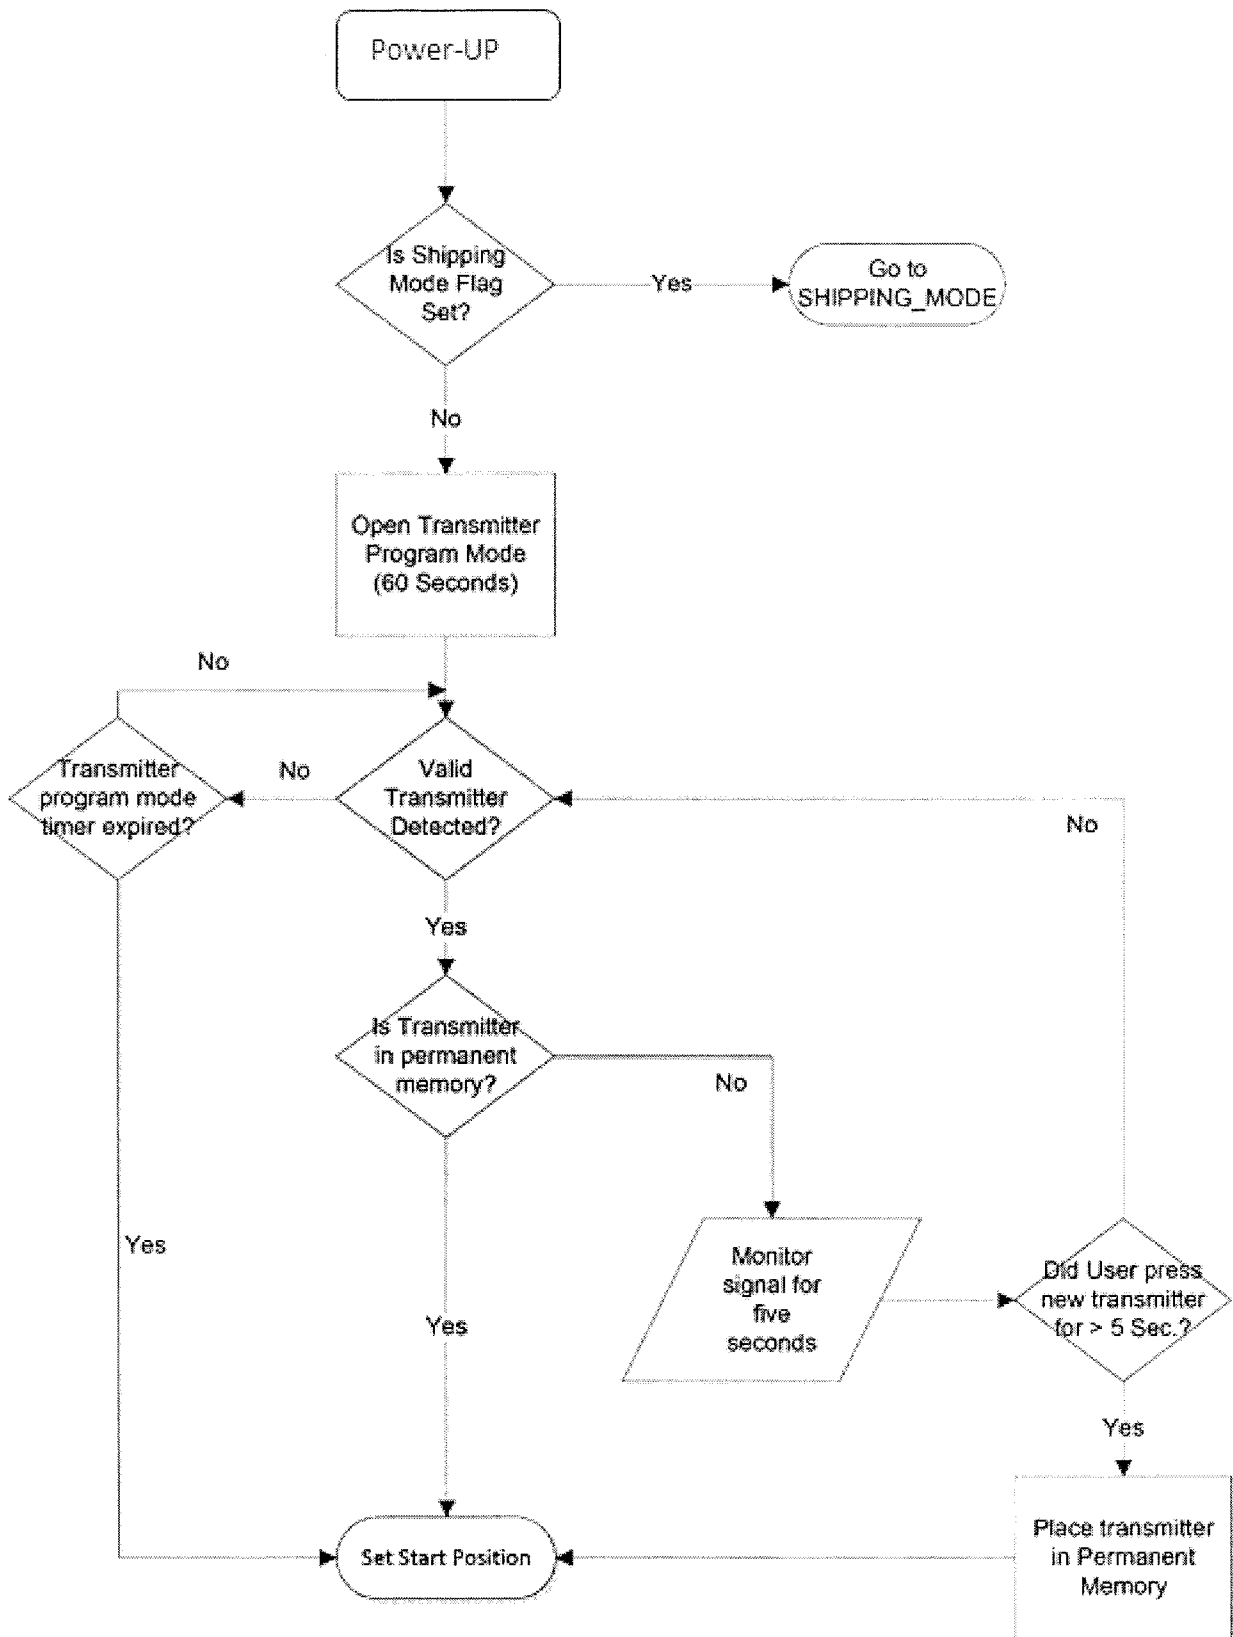 Power-UP
Is Shipping
Mode Flag
Set?
Yes
Go to
SHIPPING_MODE
No
Open Transmitter
Program Mode
(60 Seconds)
No
Transmitter
program mode
timer expired?
No
Valid
Transmitter
Detected?
No
Yes
Is Transmitter
in permanent
memory?
No
Yes
Monitor
signal for
five
seconds
Did User press
new transmitter
for > 5 Sec.?
Yes
Yes
Set Start Position
Place transmitter
in Permanent
Memory